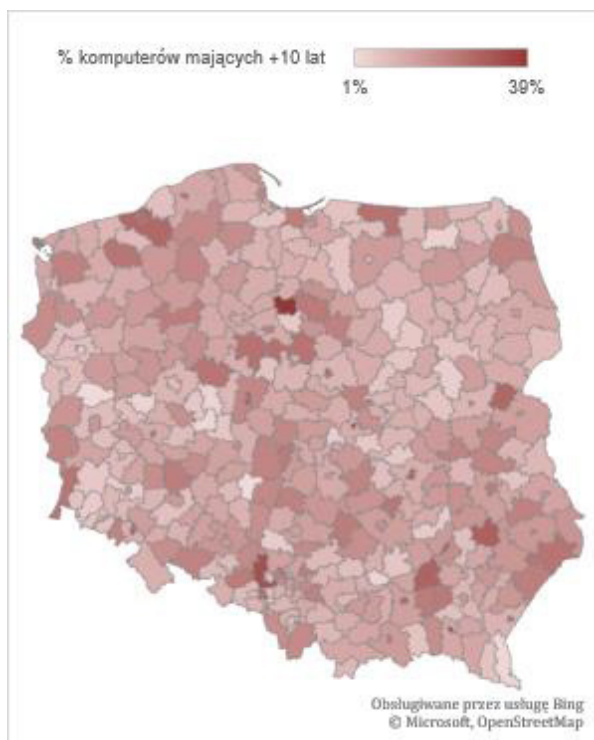 % komputerów mających +10 lat
1% 39%
Obsługiwane przez usługę Bing
© Microsoft, OpenStreetMap